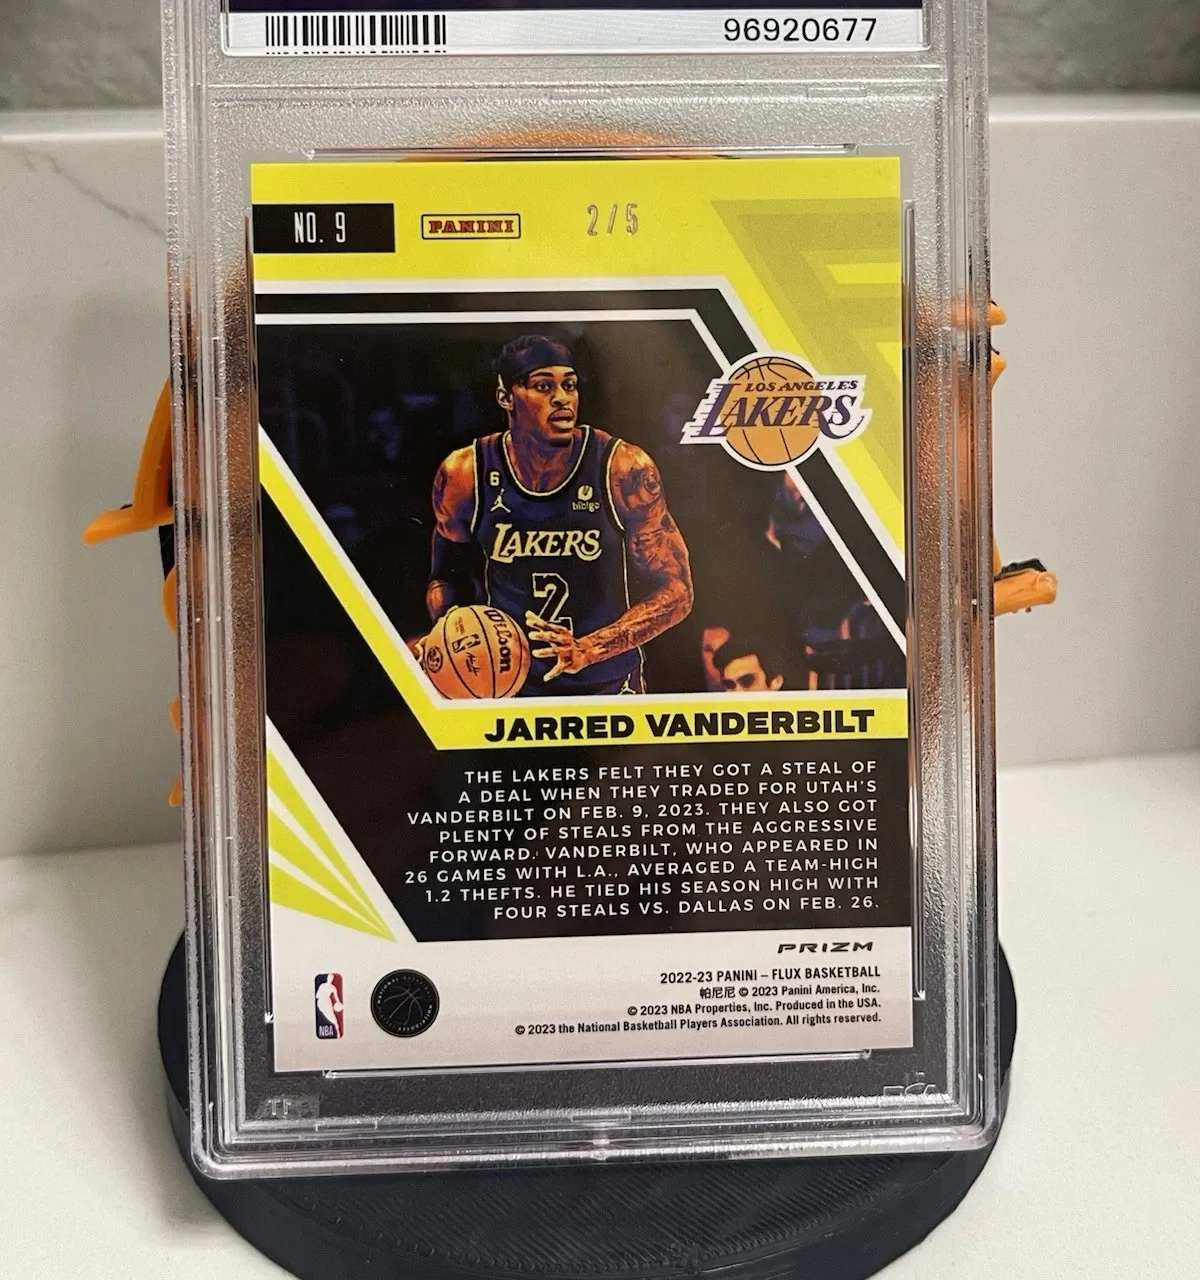 96920677
NO. 9 PANINI 2/5
LOS ANGELES
LAKERS
6
bibigo
LAKERS
2
Wilson
JARRED VANDERBILT
THE LAKERS FELT THEY GOT A STEAL OF
A DEAL WHEN THEY TRADED FOR UTAH'S
VANDERBILT ON FEB. 9, 2023. THEY ALSO GOT
PLENTY OF STEALS FROM THE AGGRESSIVE
FORWARD. VANDERBILT, WHO APPEARED IN
26 GAMES WITH L.A., AVERAGED A TEAM-HIGH
1.2 THEFTS. HE TIED HIS SEASON HIGH WITH
FOUR STEALS VS. DALLAS ON FEB. 26.
PRIZM
2022-23 PANINI – FLUX BASKETBALL
帕尼尼 © 2023 Panini America, Inc.
© 2023 NBA Properties, Inc. Produced in the USA.
© 2023 the National Basketball Players Association. All rights reserved.
NBA
PSA